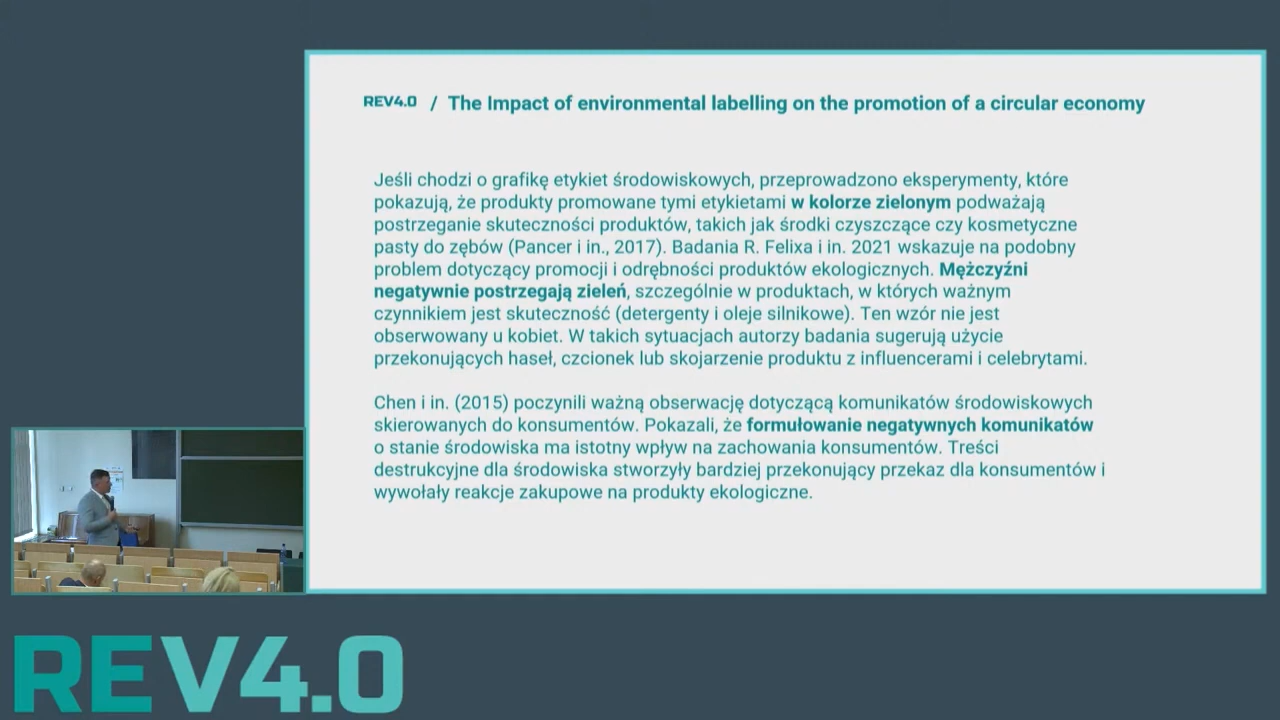 REV4.0 / The Impact of environmental labelling on the promotion of a circular economy
Jeśli chodzi o grafikę etykiet środowiskowych, przeprowadzono eksperymenty, które
pokazują, że produkty promowane tymi etykietami w kolorze zielonym podważają
postrzeganie skuteczności produktów, takich jak środki czyszczące czy kosmetyczne
pasty do zębów (Pancer i in., 2017). Badania R. Felixa i in. 2021 wskazuje na podobny
problem dotyczący promocji i odrębności produktów ekologicznych. Mężczyźni
negatywnie postrzegają zieleń, szczególnie w produktach, w których ważnym
czynnikiem jest skuteczność (detergenty i oleje silnikowe). Ten wzór nie jest
obserwowany u kobiet. W takich sytuacjach autorzy badania sugerują użycie
przekonujących haseł, czcionek lub skojarzenie produktu z influencerami i celebrytami.
Chen i in. (2015) poczynili ważną obserwację dotyczącą komunikatów środowiskowych
skierowanych do konsumentów. Pokazali, że formułowanie negatywnych komunikatów
o stanie środowiska ma istotny wpływ na zachowania konsumentów. Treści
destrukcyjne dla środowiska stworzyły bardziej przekonujący przekaz dla konsumentów i
wywołały reakcje zakupowe na produkty ekologiczne.
REV4.0